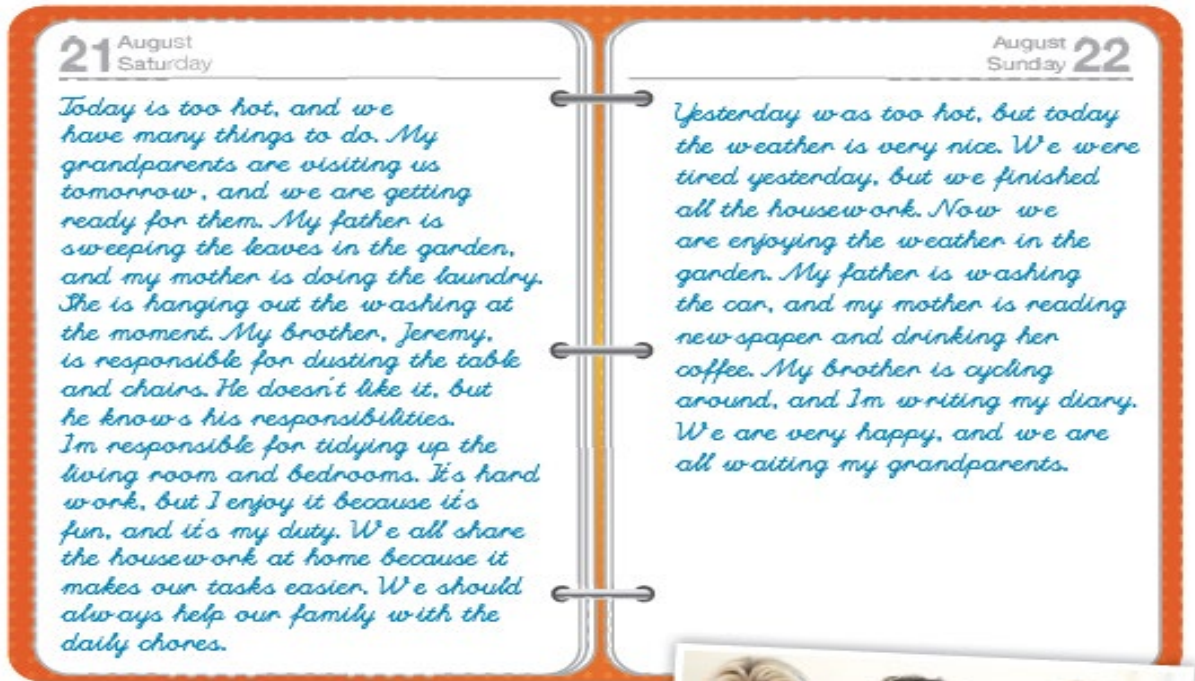 21 August
Saturday
Today is too hot, and we
have many things to do. My
grandparents are visiting us
tomorrow, and we are getting
ready for them. My father is
sweeping the leaves in the garden,
and my mother is doing the laundry.
She is hanging out the washing at
the moment. My brother, Jeremy,
is responsible for dusting the table
and chairs. He doesn't like it, but
he knows his responsibilities.
Im responsible for tidying up the
living room and bedrooms. It's hard
work, but I enjoy it because it's
fun, and it's my duty. We all share
the housework at home because it
makes our tasks easier. We should
always help our family with the
daily chores.
August 22
Sunday
Yesterday was too hot, but today
the weather is very nice. We were
tired yesterday, but we finished
all the housework. Now we
are enjoying the weather in the
garden. My father is washing
the car, and my mother is reading
newspaper and drinking her
coffee. My brother is cycling
around, and Im writing my diary.
We are very happy, and we are
all waiting my grandparents.